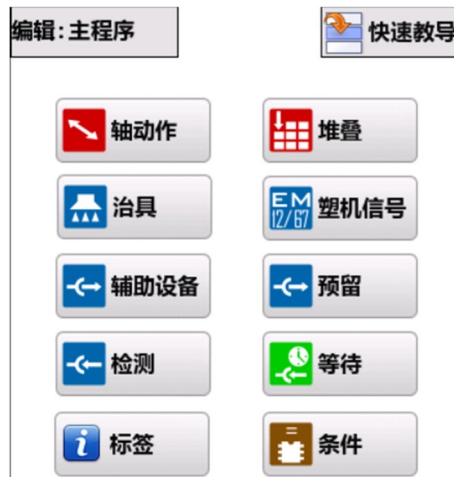 编辑:主程序
快速教导
轴动作
堆叠
治具
EM 12/67
塑机信号
辅助设备
预留
检测
等待
标签
条件